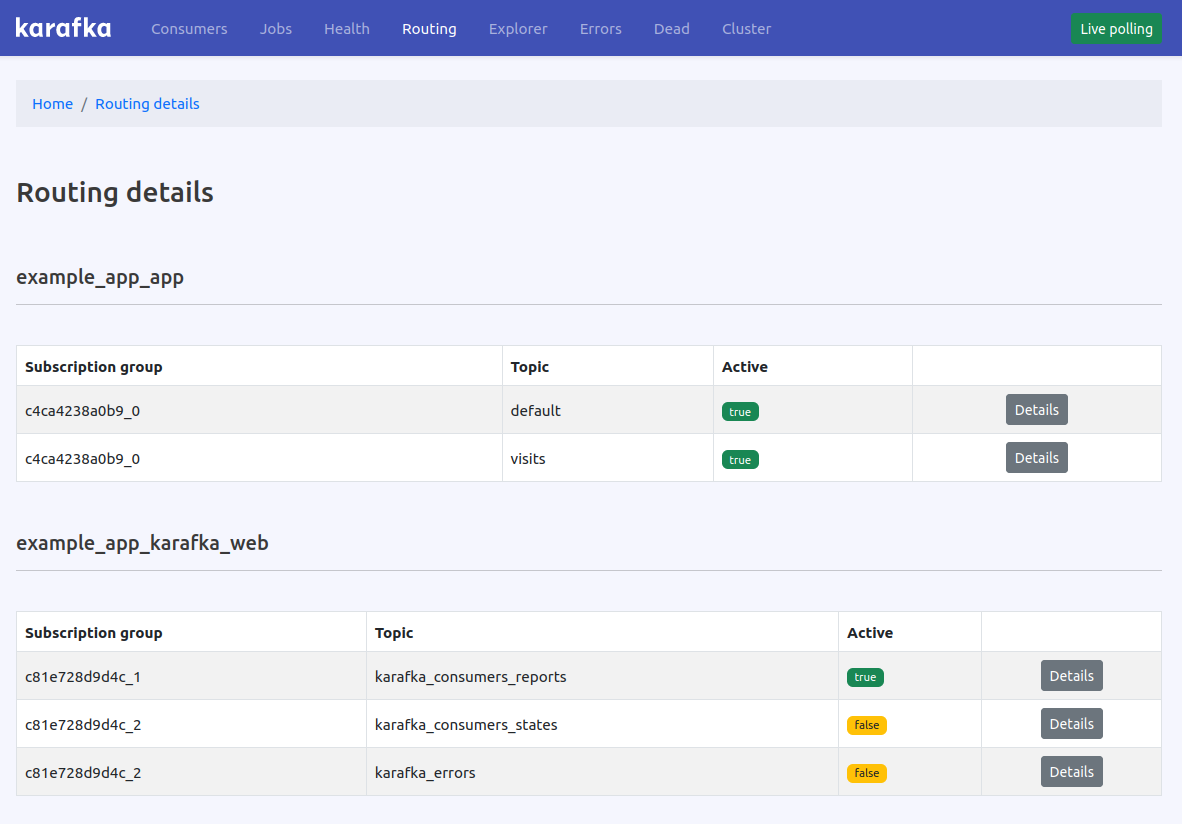 karafka Consumers Jobs Health Routing Explorer Errors Dead Cluster Live polling
Home / Routing details
Routing details
example_app_app
Subscription group Topic Active
c4ca4238a0b9_0 default true Details
c4ca4238a0b9_0 visits true Details
example_app_karafka_web
Subscription group Topic Active
c81e728d9d4c_1 karafka_consumers_reports true Details
c81e728d9d4c_2 karafka_consumers_states false Details
c81e728d9d4c_2 karafka_errors false Details